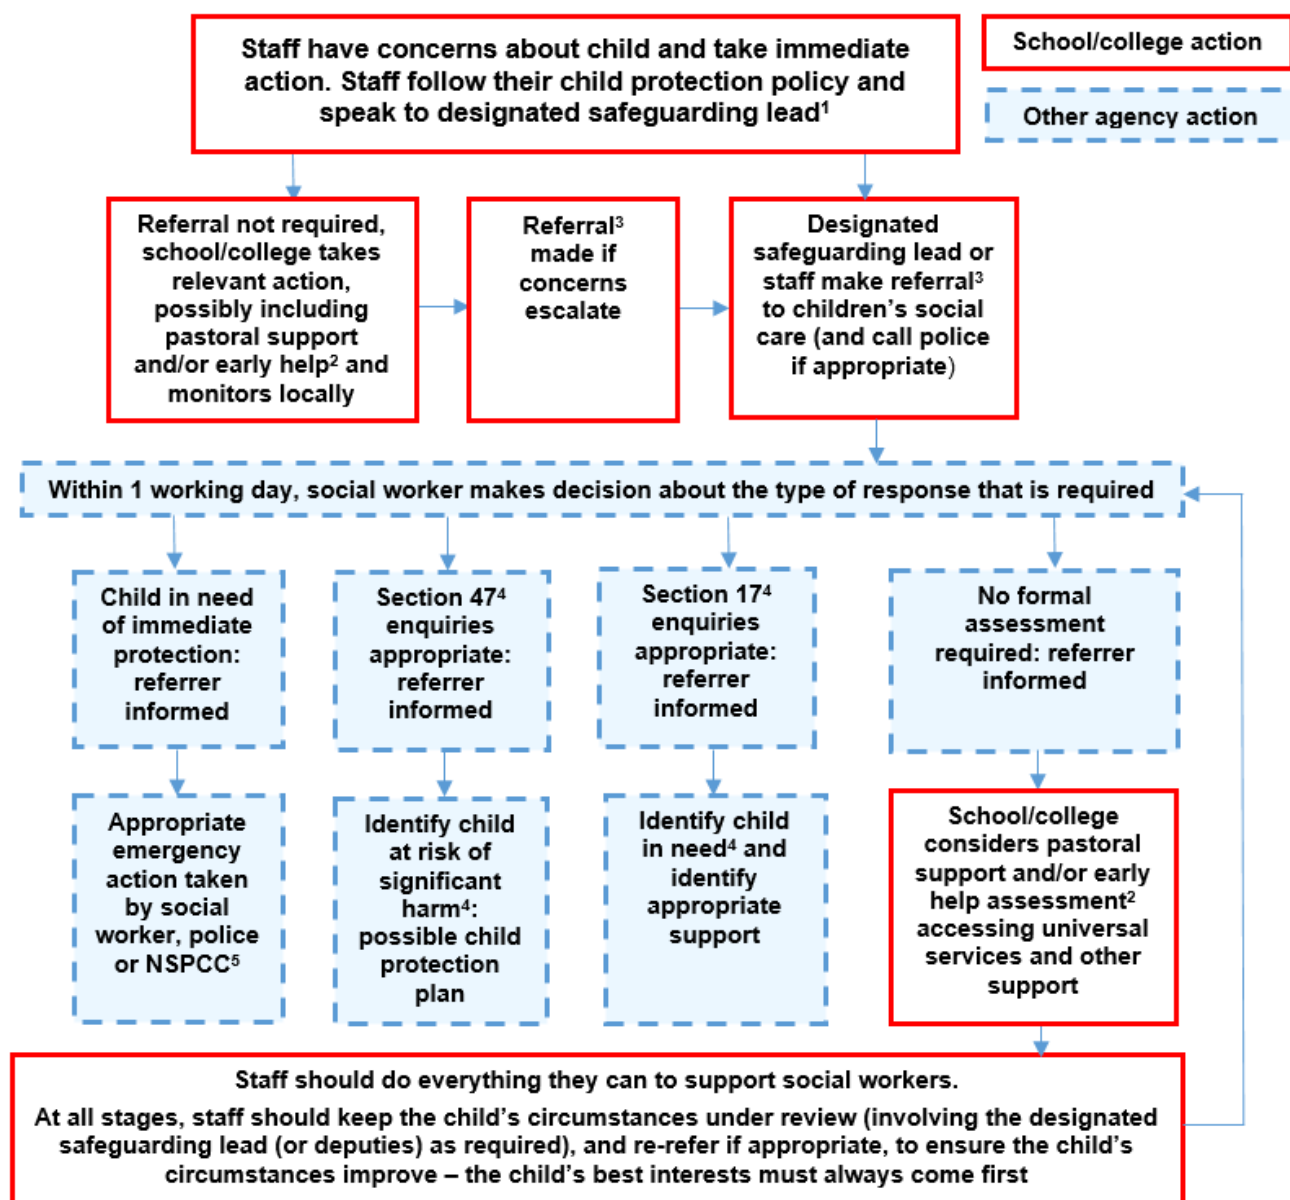 Staff have concerns about child and take immediate
action. Staff follow their child protection policy and
speak to designated safeguarding lead¹
School/college action
Other agency action
Referral not required,
school/college takes
relevant action,
possibly including
pastoral support
and/or early help² and
monitors locally
Referral³
made if
concerns
escalate
Designated
safeguarding lead or
staff make referral³
to children’s social
care (and call police
if appropriate)
Within 1 working day, social worker makes decision about the type of response that is required
Child in need
of immediate
protection:
referrer
informed
Section 47⁴
enquiries
appropriate:
referrer
informed
Section 17⁴
enquiries
appropriate:
referrer
informed
No formal
assessment
required: referrer
informed
Appropriate
emergency
action taken
by social
worker, police
or NSPCC⁵
Identify child
at risk of
significant
harm⁴:
possible child
protection
plan
Identify child
in need⁴ and
identify
appropriate
support
School/college
considers pastoral
support and/or early
help assessment²
accessing universal
services and other
support
Staff should do everything they can to support social workers.
At all stages, staff should keep the child’s circumstances under review (involving the designated
safeguarding lead (or deputies) as required), and re-refer if appropriate, to ensure the child’s
circumstances improve – the child’s best interests must always come first